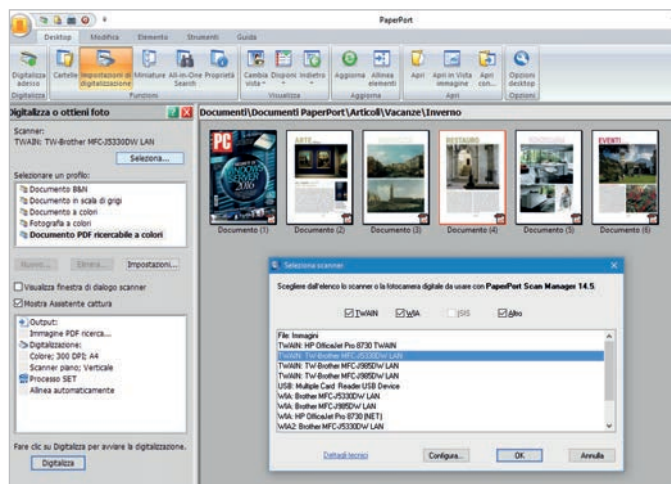 PaperPort
Desktop Modifica Elemento Strumenti Guida
Digitalizza adesso
Cartelle
Impostazioni di digitalizzazione
Miniature
All-in-One Search
Proprietà
Cambia vista
Disponi
Indietro
Aggiorna
Allinea elementi
Apri
Apri in Vista immagine
Apri con...
Opzioni desktop
Digitalizza Funzioni Visualizza Aggiorna Apri Opzioni
Digitalizza o ottieni foto
Documenti\Documenti PaperPort\Articoli\Vacanze\Inverno
Scanner:
TWAIN: TW-Brother MFC-J5330DW LAN
Seleziona...
Selezionare un profilo:
Documento B&N
Documento in scala di grigi
Documento a colori
Fotografia a colori
Documento PDF ricercabile a colori
Nuovo... Elimina... Impostazioni...
Visualizza finestra di dialogo scanner
Mostra Assistente cattura
Output:
Immagine PDF ricerca...
Digitalizzazione:
Colore; 300 DPI; A4
Scanner piano; Verticale
Processo SET
Allinea automaticamente
Fare clic su Digitalizza per avviare la digitalizzazione.
Digitalizza
PC
WINDOWS
SERVER
2016
ARTE
RESTAURO
EVENTI
Documento (1) Documento (2) Documento (3) Documento (4) Documento (5) Documento (6)
Seleziona scanner
Scegliere dall'elenco lo scanner o la fotocamera digitale da usare con PaperPort Scan Manager 14.5.
TWAIN WIA ISIS Altro
File: Immagini
TWAIN: HP OfficeJet Pro 8730 TWAIN
TWAIN: TW-Brother MFC-J5330DW LAN
TWAIN: TW-Brother MFC-J985DW LAN
TWAIN: TW-Brother MFC-J985DW LAN
USB: Multiple Card Reader USB Device
WIA: Brother MFC-J5330DW LAN
WIA: Brother MFC-J985DW LAN
WIA: HP OfficeJet Pro 8730 (NET)
WIA2: Brother MFC-J5330DW LAN
Dettagli tecnici Configura... OK Annulla